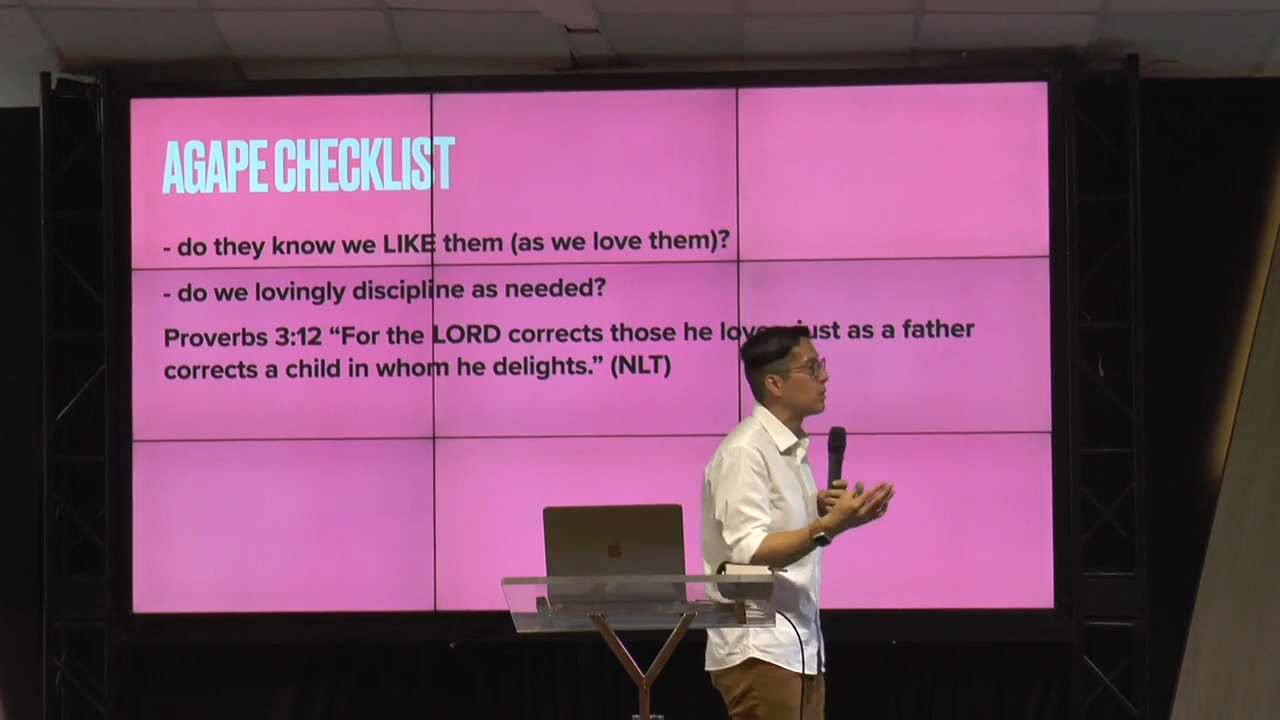 AGAPE CHECKLIST
- do they know we LIKE them (as we love them)?
- do we lovingly discipline as needed?
Proverbs 3:12 “For the LORD corrects those he just as a father
corrects a child in whom he delights.” (NLT)